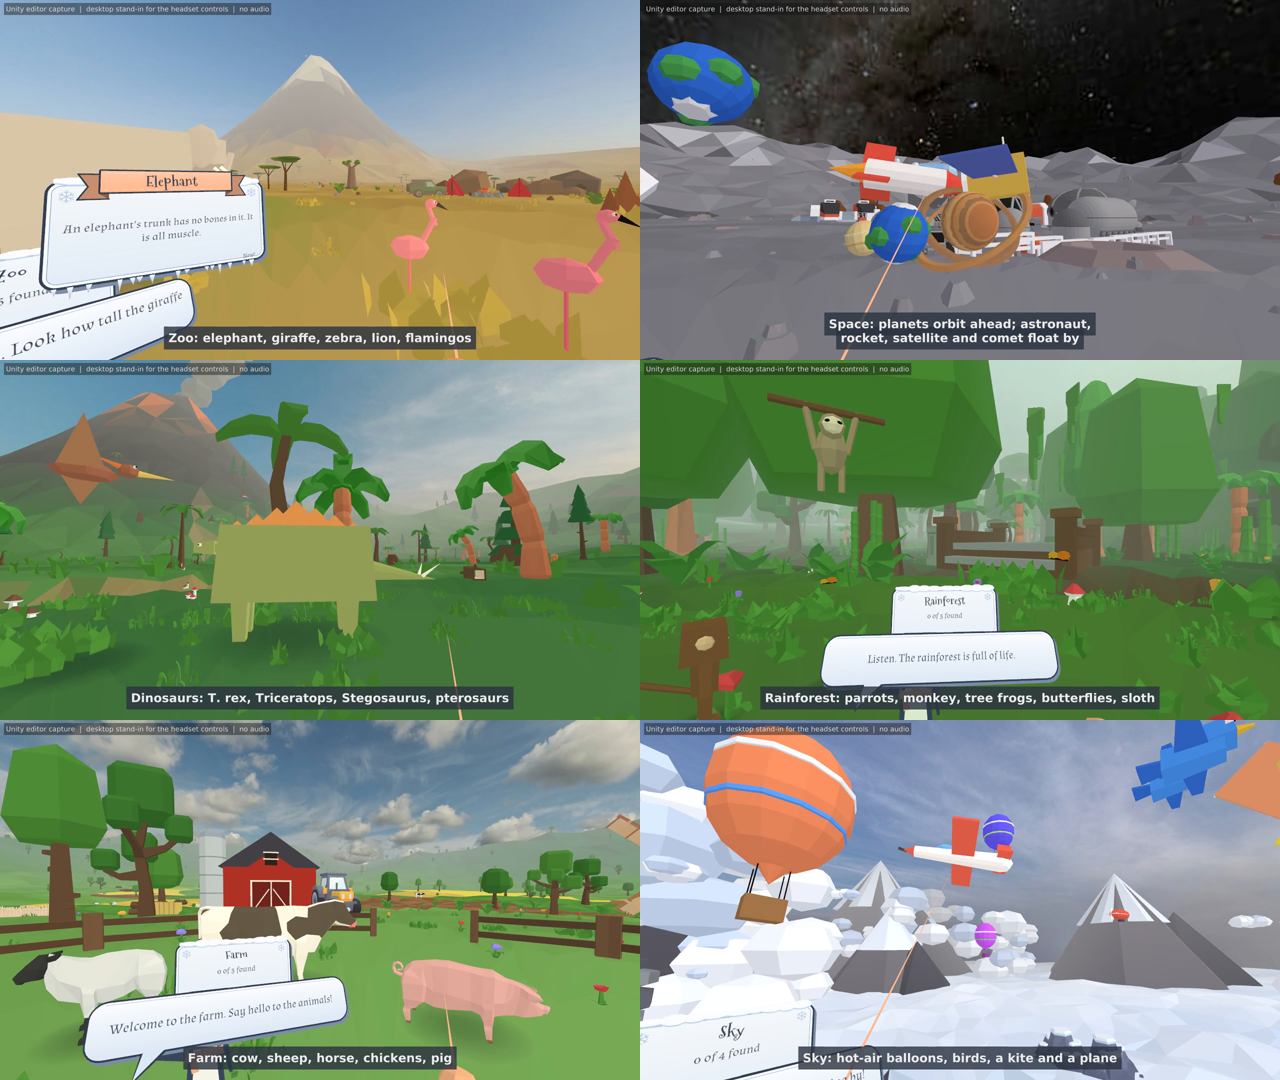 Unity editor capture | desktop stand-in for the headset controls | no audio
Elephant
An elephant's trunk has no bones in it. It
is all muscle.
New!
Zoo
found
Look how tall the giraffe
Zoo: elephant, giraffe, zebra, lion, flamingos
Unity editor capture | desktop stand-in for the headset controls | no audio
Space: planets orbit ahead; astronaut,
rocket, satellite and comet float by
Unity editor capture | desktop stand-in for the headset controls | no audio
Dinosaurs: T. rex, Triceratops, Stegosaurus, pterosaurs
Unity editor capture | desktop stand-in for the headset controls | no audio
Rainforest
0 of 5 found
Listen. The rainforest is full of life.
Rainforest: parrots, monkey, tree frogs, butterflies, sloth
Unity editor capture | desktop stand-in for the headset controls | no audio
Farm
0 of 5 found
Welcome to the farm. Say hello to the animals!
Farm: cow, sheep, horse, chickens, pig
Unity editor capture | desktop stand-in for the headset controls | no audio
Sky
0 of 4 found
by!
Sky: hot-air balloons, birds, a kite and a plane